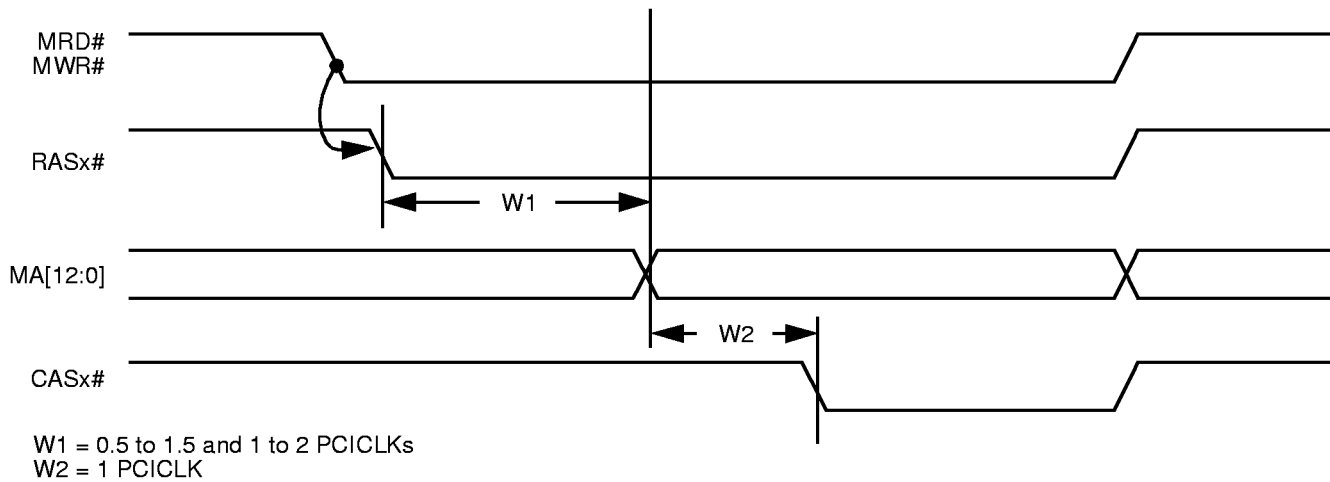 MRD#
MWR#
RASx#
W1
MA[12:0]
W2
CASx#
W1 = 0.5 to 1.5 and 1 to 2 PCICLKs
W2 = 1 PCICLK